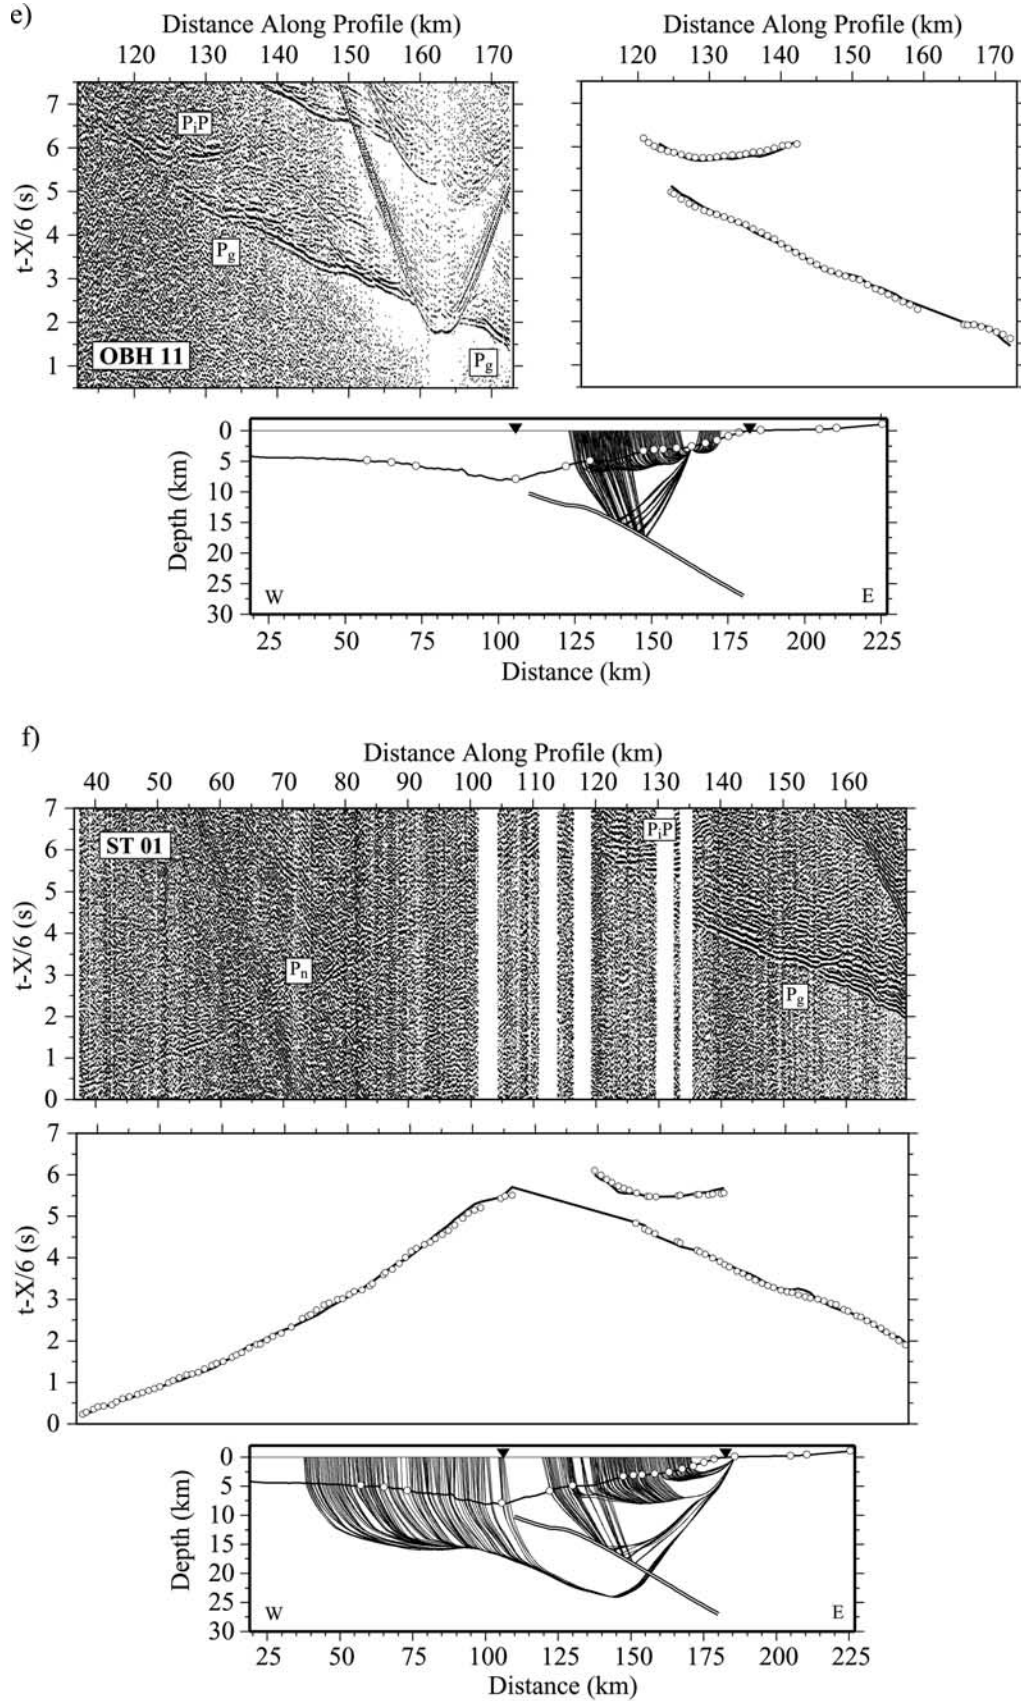 e)
Distance Along Profile (km)
120 130 140 150 160 170
Distance Along Profile (km)
120 130 140 150 160 170
t-X/6 (s)
7
6
5
4
3
2
1
PiP
Pg
OBH 11
Pg
Depth (km)
0
5
10
15
20
25
30
W E
25 50 75 100 125 150 175 200 225
Distance (km)
f)
Distance Along Profile (km)
40 50 60 70 80 90 100 110 120 130 140 150 160
t-X/6 (s)
7
6
5
4
3
2
1
0
ST 01
PiP
Pn
Pg
t-X/6 (s)
7
6
5
4
3
2
1
0
Depth (km)
0
5
10
15
20
25
30
W E
25 50 75 100 125 150 175 200 225
Distance (km)